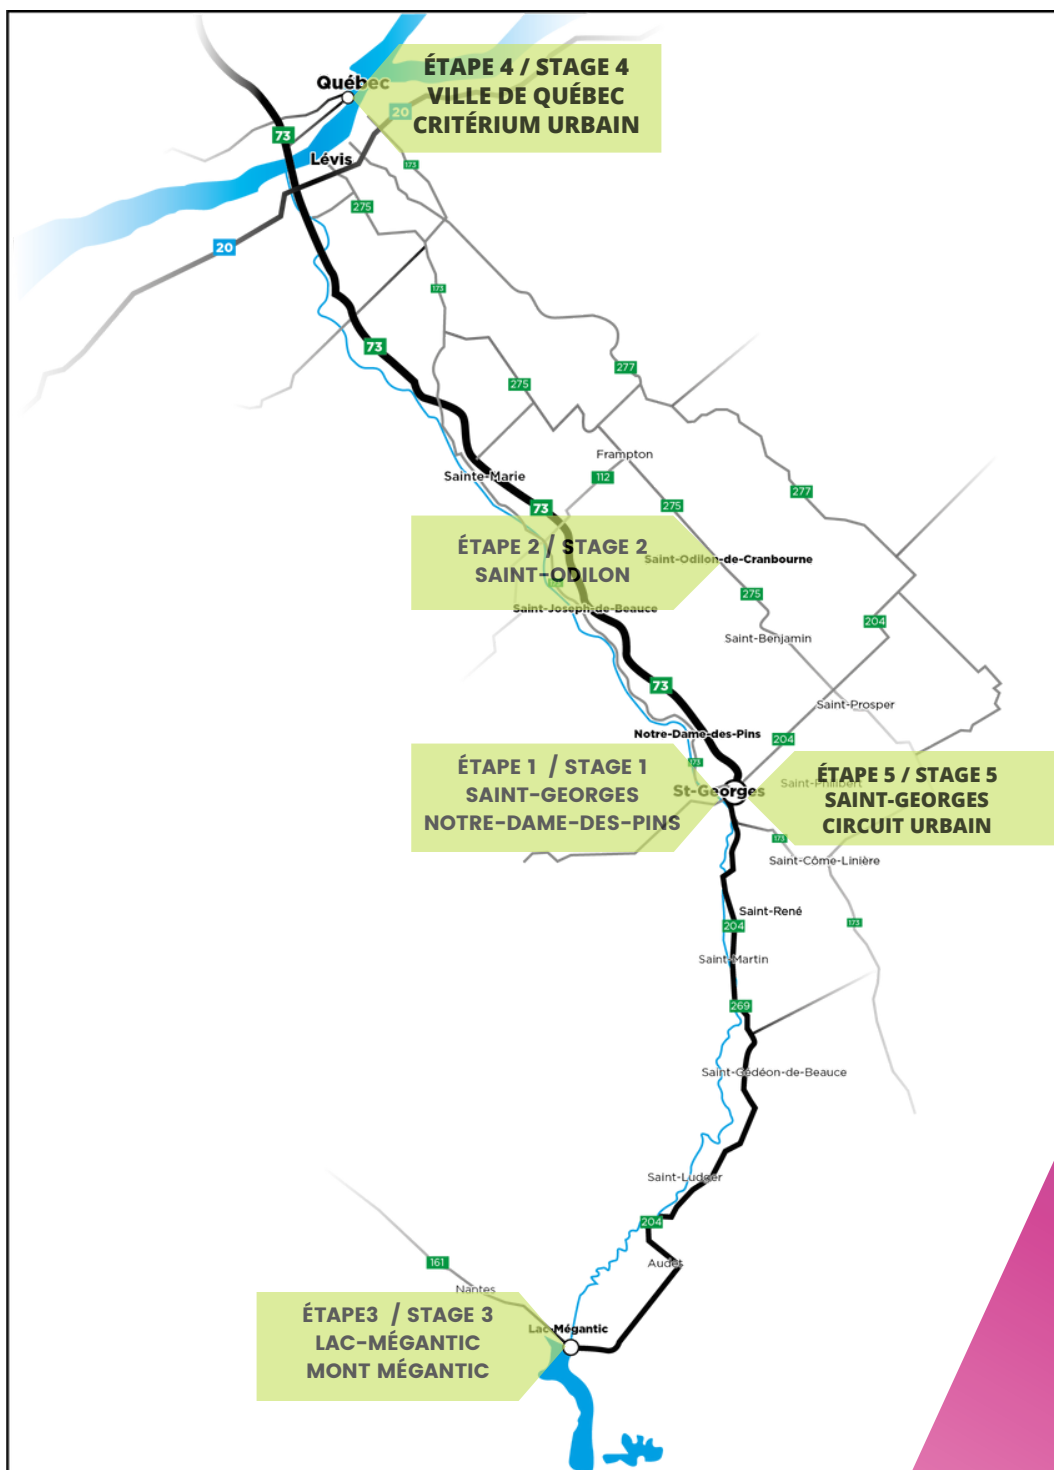 ÉTAPE 4 / STAGE 4
VILLE DE QUÉBEC
CRITÉRIUM URBAIN
Québec
20
73
Lévis
173
275
20
173
73
277
275
Frampton
Sainte-Marie
112
277
73
275
ÉTAPE 2 / STAGE 2
SAINT-ODILON
Saint-Odilon-de-Cranbourne
173
275
Saint-Joseph-de-Beauce
204
Saint-Benjamin
73
Saint-Prosper
Notre-Dame-des-Pins
204
173
ÉTAPE 1 / STAGE 1
SAINT-GEORGES
NOTRE-DAME-DES-PINS
St-Georges
Saint-Philibert
ÉTAPE 5 / STAGE 5
SAINT-GEORGES
CIRCUIT URBAIN
173
Saint-Côme-Linière
Saint-René
204
173
Saint-Martin
269
Saint-Gédéon-de-Beauce
Saint-Ludger
204
161
Audet
Nantes
ÉTAPE3 / STAGE 3
LAC-MÉGANTIC
MONT MÉGANTIC
Lac-Mégantic